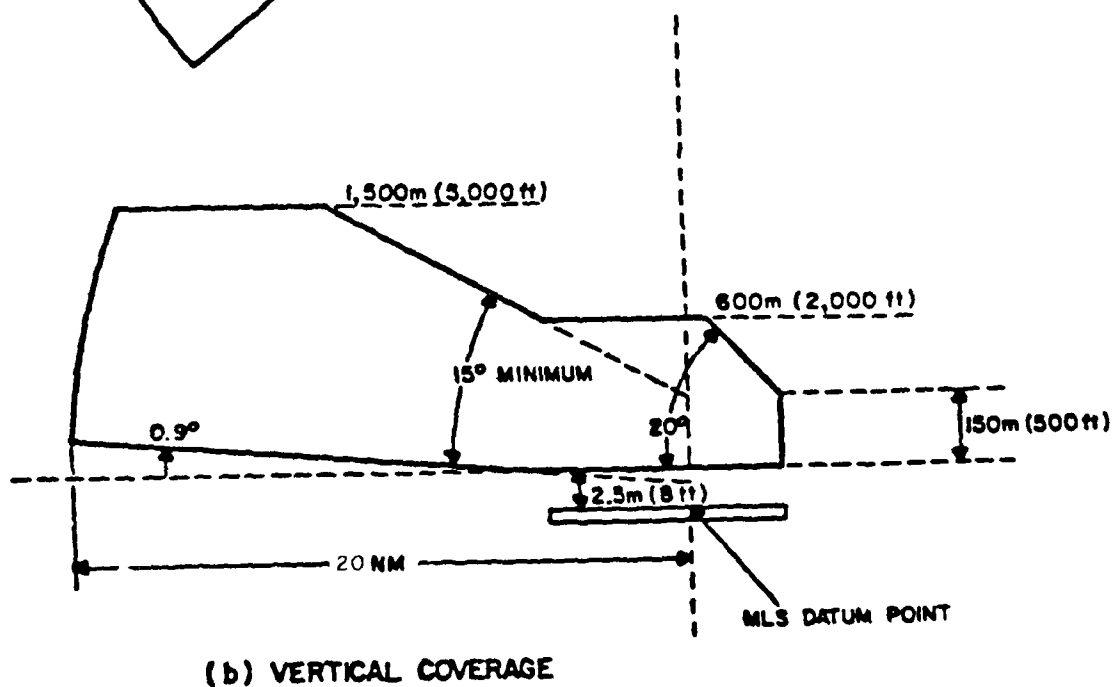 1,500m (5,000 ft)
600m (2,000 ft)
15° MINIMUM
0.9°
20°
150m (500 ft)
2.5m (8 ft)
20 NM
MLS DATUM POINT
(b) VERTICAL COVERAGE